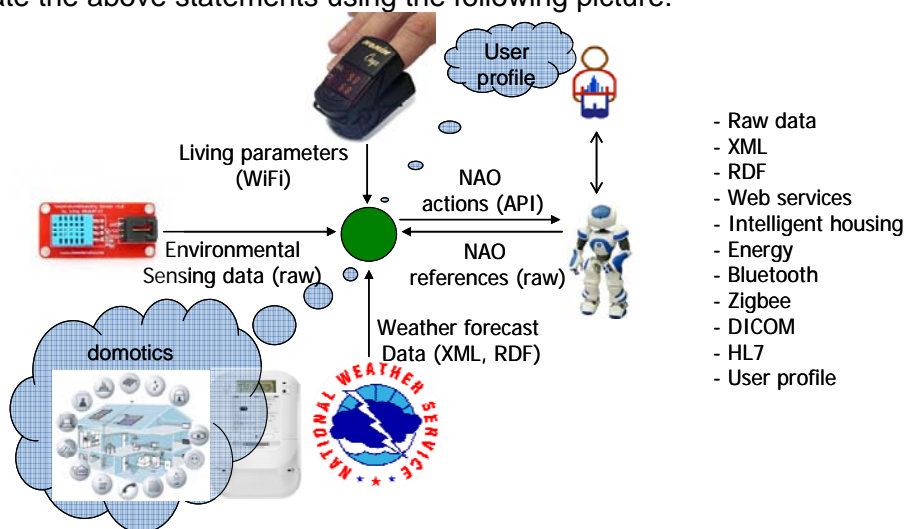 ate the above statements using the following picture.
User
profile
Living parameters
(WiFi)
NAO
actions (API)
Environmental
Sensing data (raw)
NAO
references (raw)
Weather forecast
Data (XML, RDF)
domotics
NATIONAL WEATHER SERVICE
- Raw data
- XML
- RDF
- Web services
- Intelligent housing
- Energy
- Bluetooth
- Zigbee
- DICOM
- HL7
- User profile